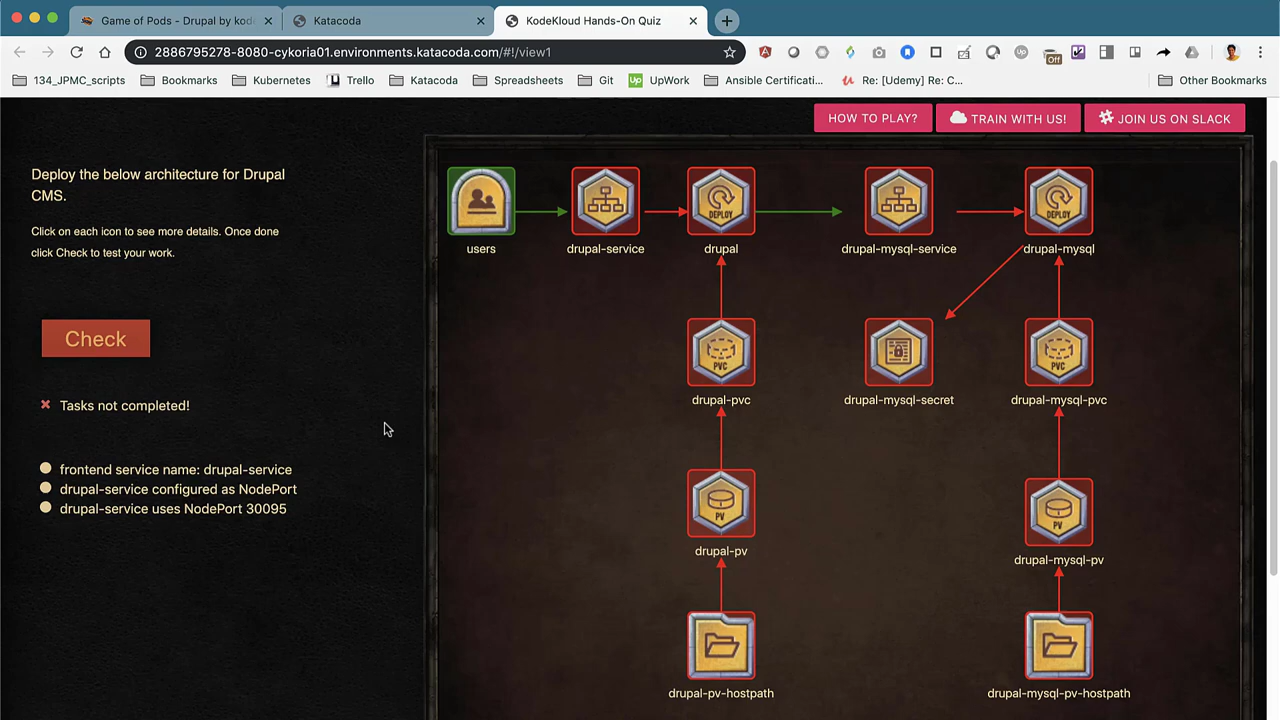 Game of Pods - Drupal by kode
Katacoda
KodeKloud Hands-On Quiz
2886795278-8080-cykoria01.environments.katacoda.com/#!/view1
Up
Off
134_JPMC_scripts
Bookmarks
Kubernetes
Trello
Katacoda
Spreadsheets
Git
Up
UpWork
Ansible Certificati...
Re: [Udemy] Re: C...
Other Bookmarks
HOW TO PLAY?
TRAIN WITH US!
JOIN US ON SLACK
Deploy the below architecture for Drupal
CMS.
Click on each icon to see more details. Once done
click Check to test your work.
Check
Tasks not completed!
frontend service name: drupal-service
drupal-service configured as NodePort
drupal-service uses NodePort 30095
DEPLOY
DEPLOY
users
drupal-service
drupal
drupal-mysql-service
drupal-mysql
PVC
PVC
drupal-pvc
drupal-mysql-secret
drupal-mysql-pvc
PV
PV
drupal-pv
drupal-mysql-pv
drupal-pv-hostpath
drupal-mysql-pv-hostpath